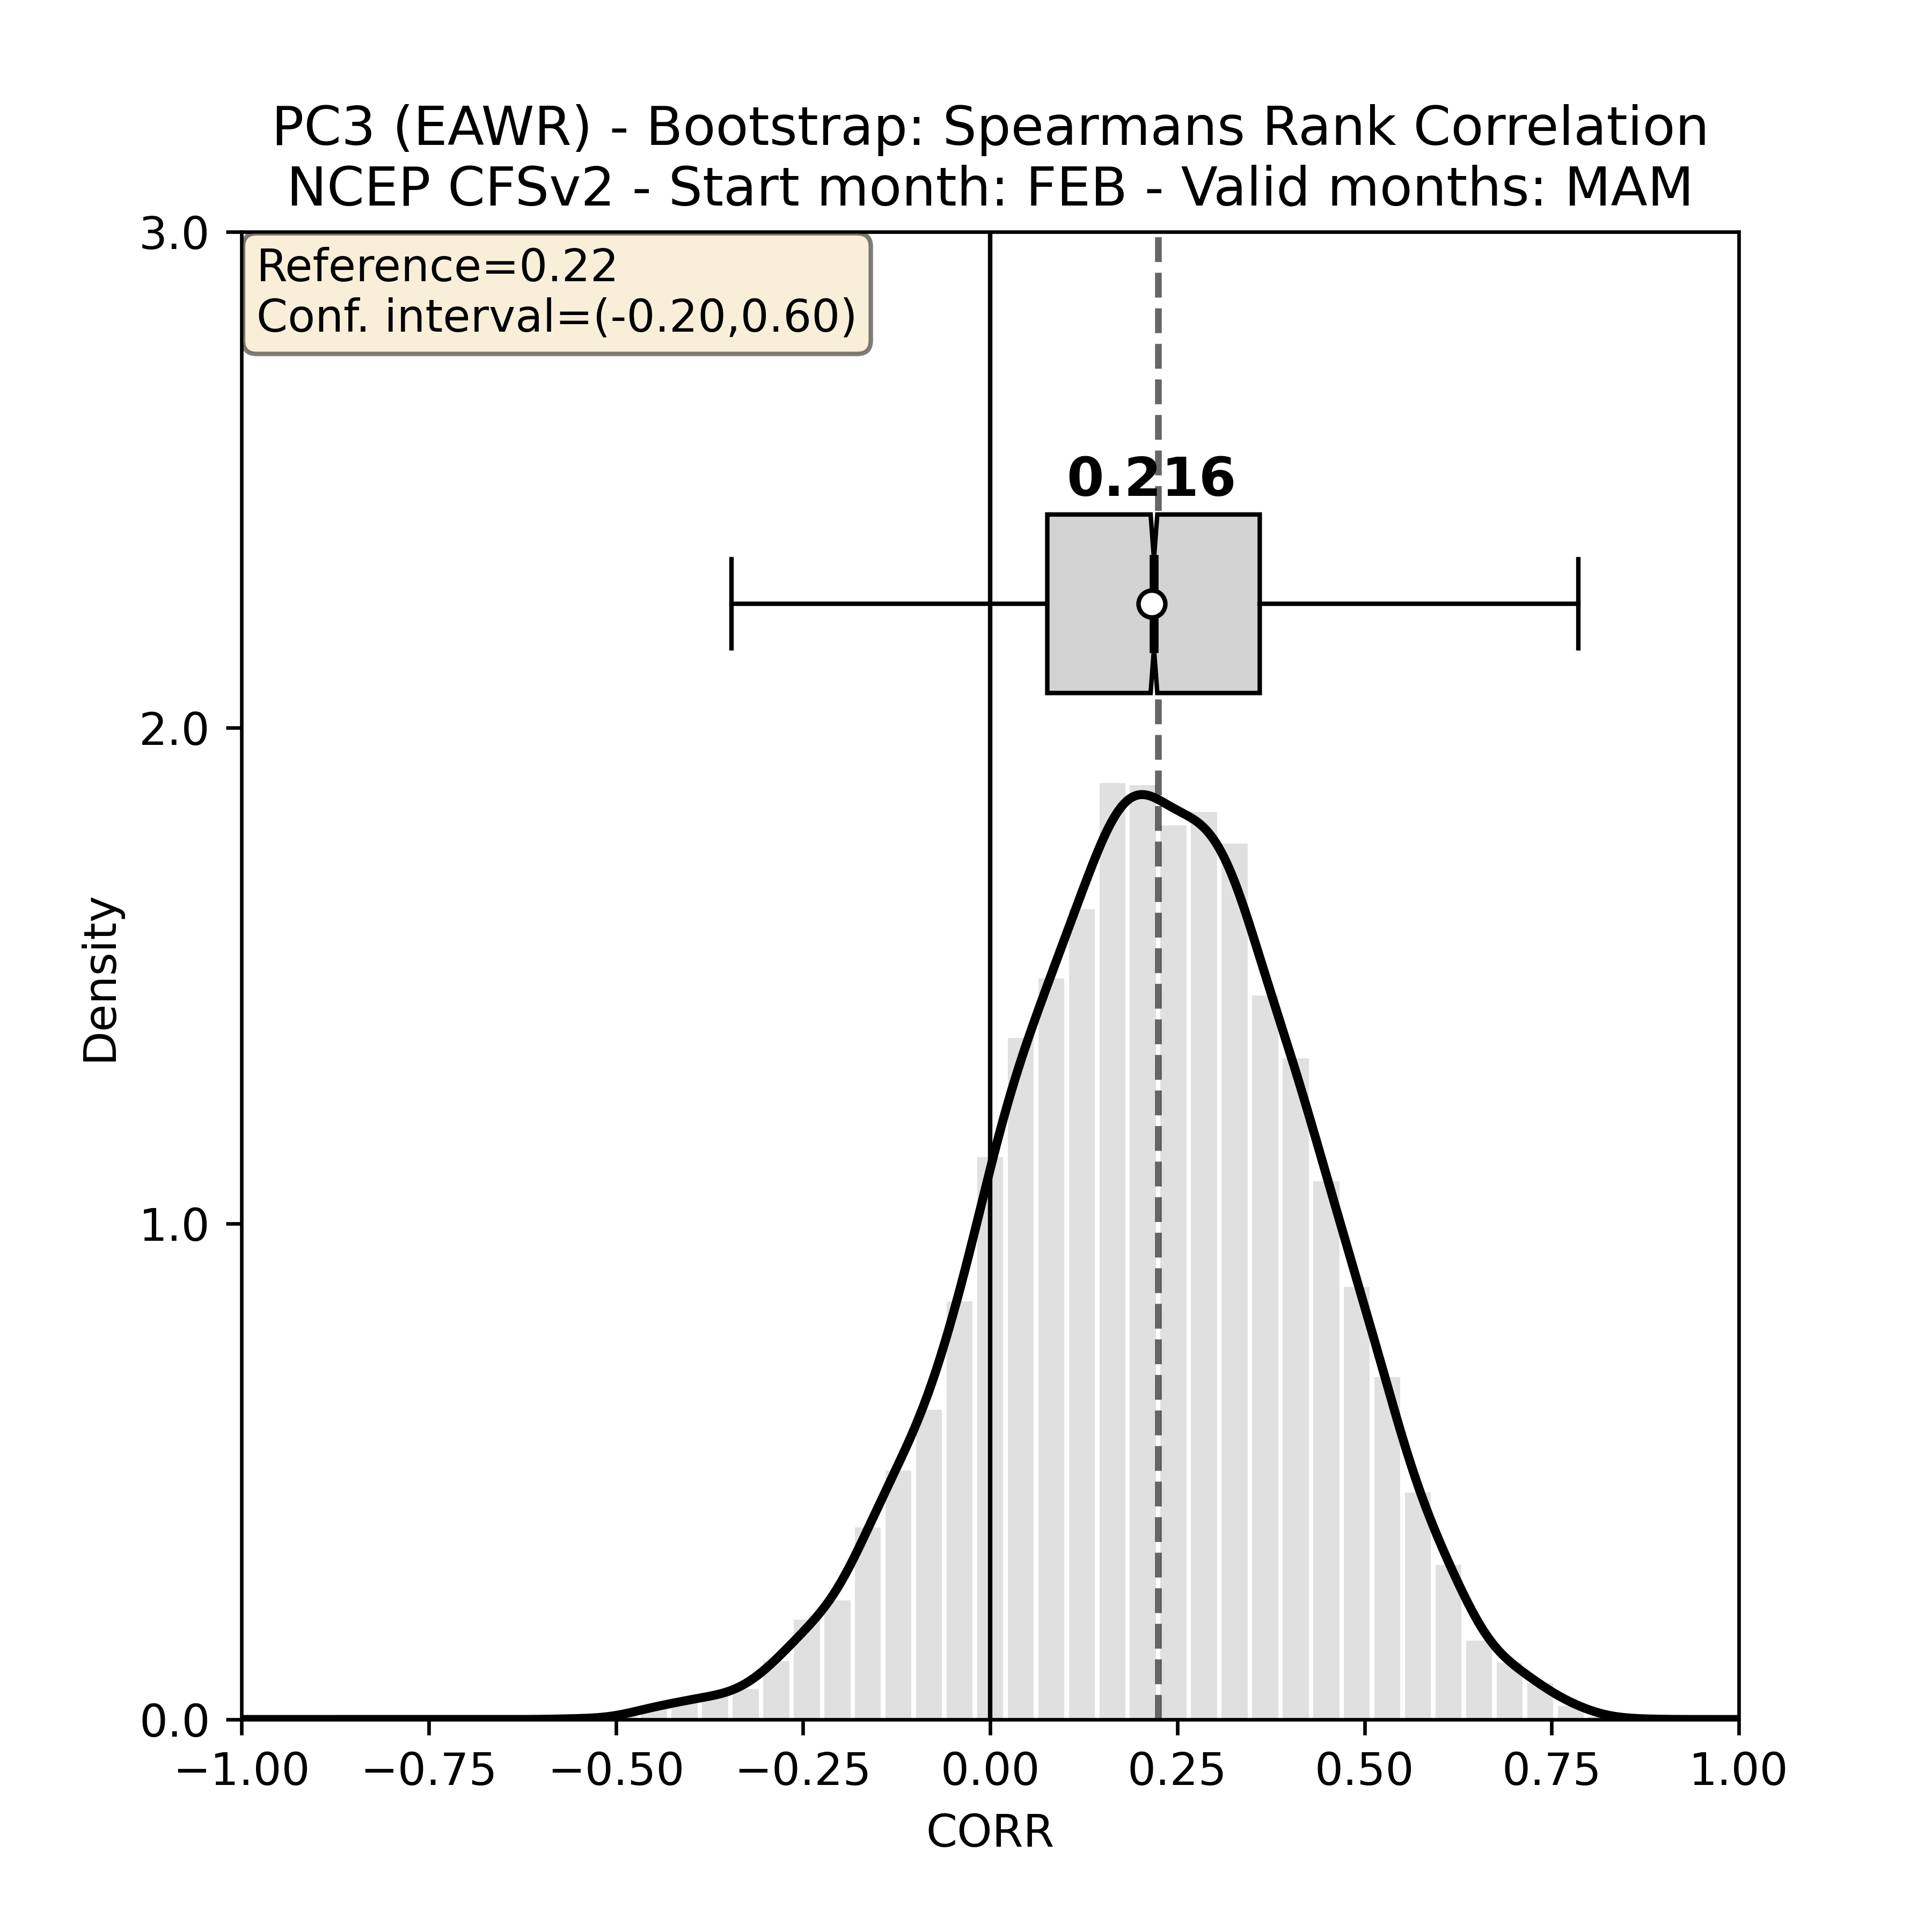 PC3 (EAWR) - Bootstrap: Spearmans Rank Correlation
NCEP CFSv2 - Start month: FEB - Valid months: MAM
3.0
Reference=0.22
Conf. interval=(-0.20,0.60)
0.216
2.0
Density
1.0
0.0
−1.00 −0.75 −0.50 −0.25 0.00 0.25 0.50 0.75 1.00
CORR